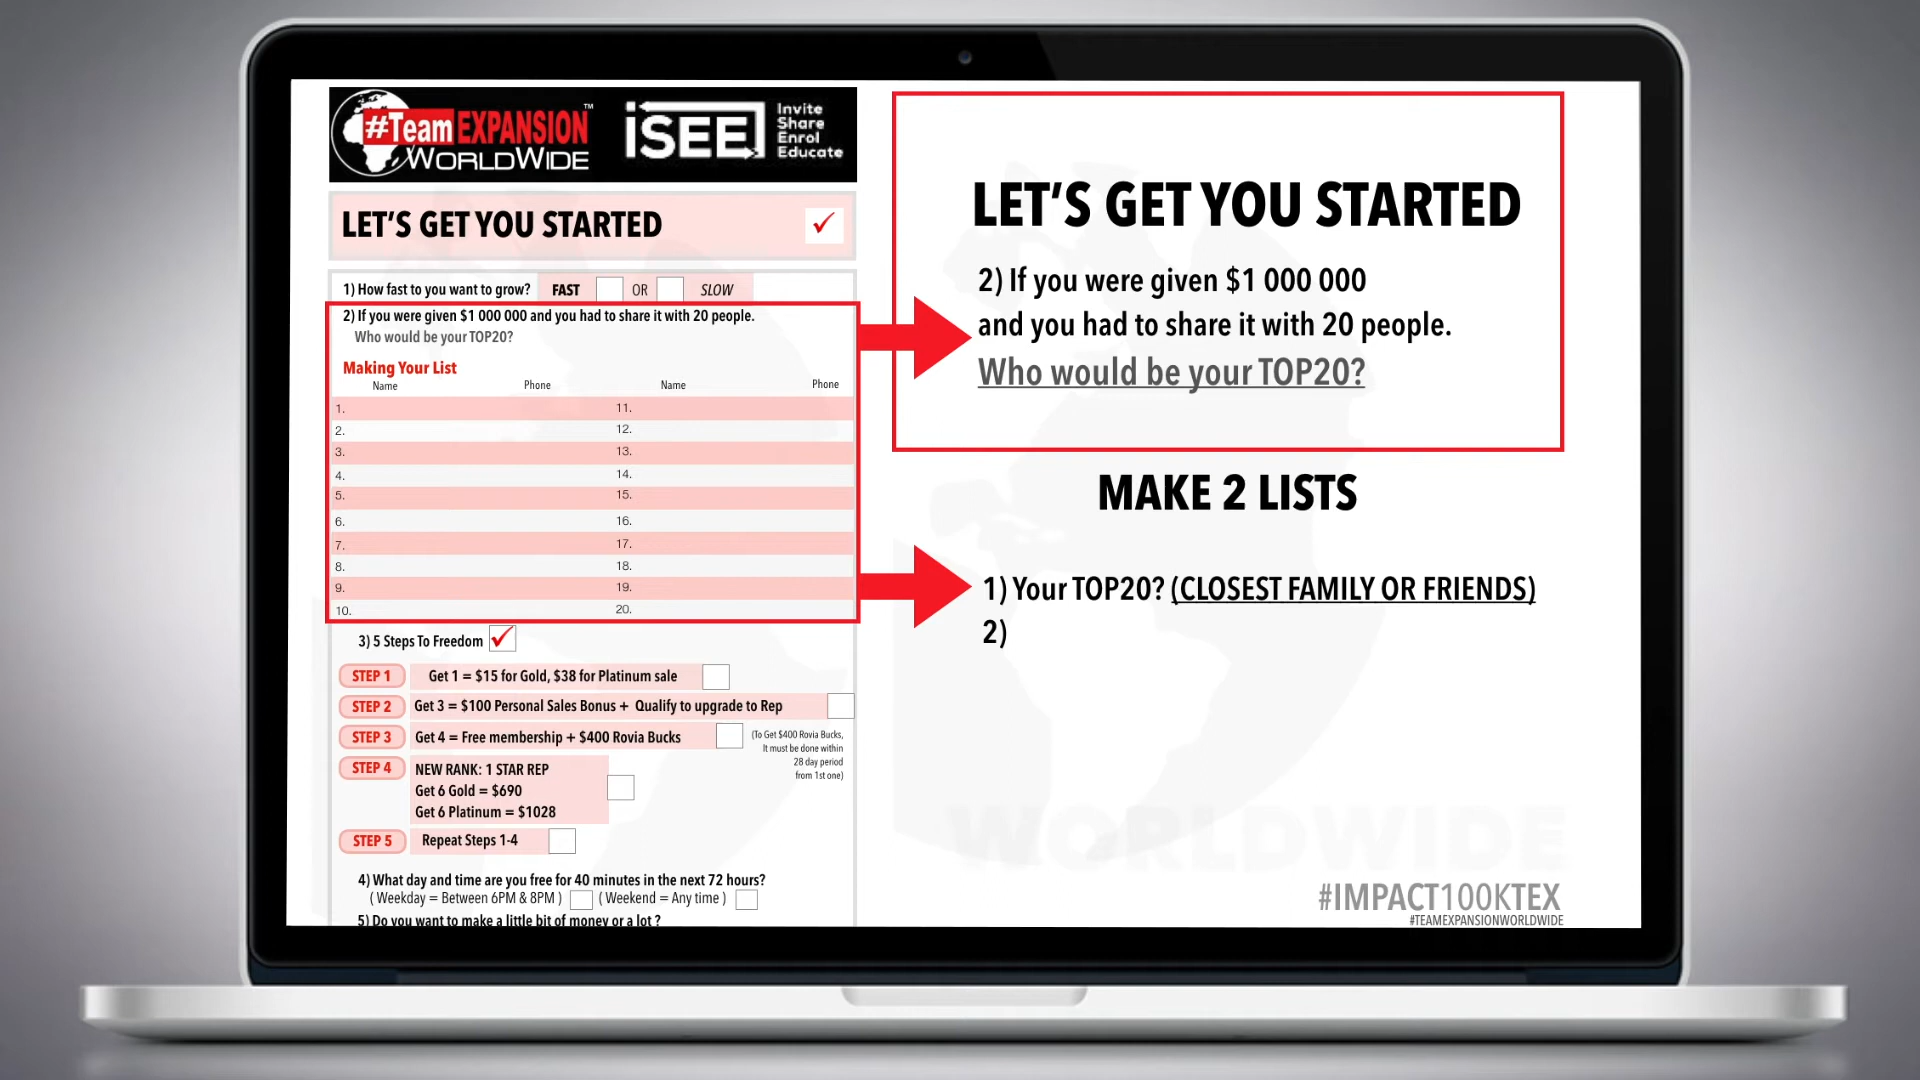 #Team EXPANSION™
WORLDWIDE
iSEE
Invite
Share
Enrol
Educate
LET'S GET YOU STARTED
1) How fast to you want to grow? FAST OR SLOW
2) If you were given $1 000 000 and you had to share it with 20 people.
Who would be your TOP20?
Making Your List
Name Phone Name Phone
1. 11.
2. 12.
3. 13.
4. 14.
5. 15.
6. 16.
7. 17.
8. 18.
9. 19.
10. 20.
3) 5 Steps To Freedom
STEP 1 Get 1 = $15 for Gold, $38 for Platinum sale
STEP 2 Get 3 = $100 Personal Sales Bonus + Qualify to upgrade to Rep
STEP 3 Get 4 = Free membership + $400 Rovia Bucks
(To Get $400 Rovia Bucks,
It must be done within
28 day period
from 1st one)
STEP 4 NEW RANK: 1 STAR REP
Get 6 Gold = $690
Get 6 Platinum = $1028
STEP 5 Repeat Steps 1-4
4) What day and time are you free for 40 minutes in the next 72 hours?
( Weekday = Between 6PM & 8PM ) ( Weekend = Any time )
5) Do you want to make a little bit of money or a lot ?
LET'S GET YOU STARTED
2) If you were given $1 000 000
and you had to share it with 20 people.
Who would be your TOP20?
MAKE 2 LISTS
1) Your TOP20? (CLOSEST FAMILY OR FRIENDS)
2)
WORLDWIDE
#IMPACT100KTEX
#TEAMEXPANSIONWORLDWIDE